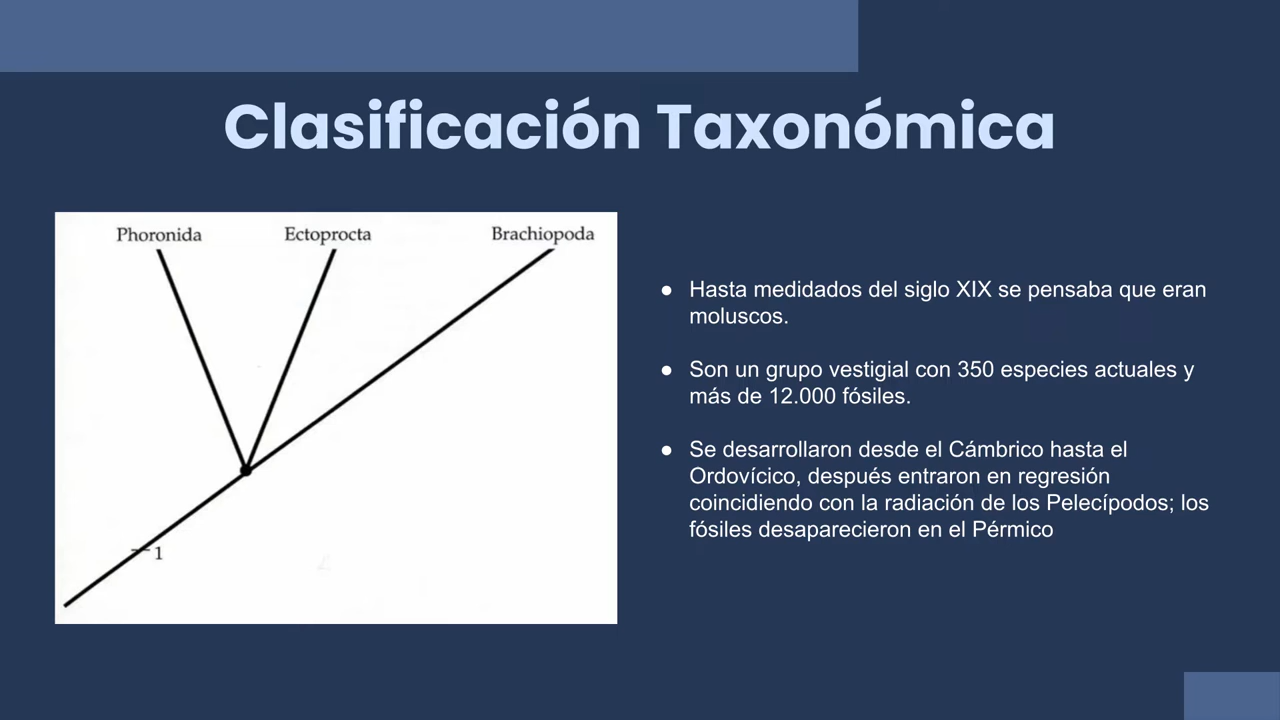 Clasificación Taxonómica
Phoronida
Ectoprocta
Brachiopoda
1
● Hasta medidados del siglo XIX se pensaba que eran
moluscos.
● Son un grupo vestigial con 350 especies actuales y
más de 12.000 fósiles.
● Se desarrollaron desde el Cámbrico hasta el
Ordovícico, después entraron en regresión
coincidiendo con la radiación de los Pelecípodos; los
fósiles desaparecieron en el Pérmico